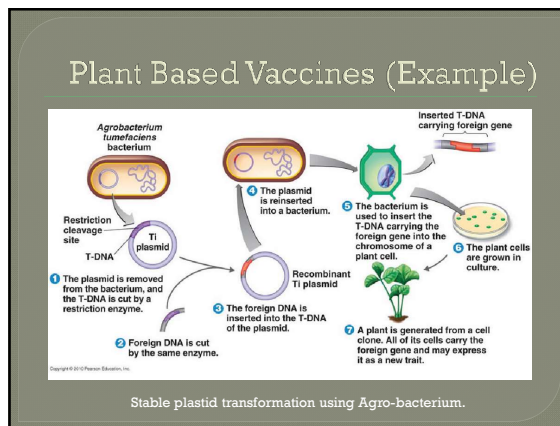 Plant Based Vaccines (Example)
Agrobacterium
tumefaciens
bacterium
Restriction
cleavage
site
T-DNA
Ti
plasmid
1 The plasmid is removed
from the bacterium, and
the T-DNA is cut by a
restriction enzyme.
2 Foreign DNA is cut
by the same enzyme.
3 The foreign DNA is
inserted into the T-DNA
of the plasmid.
Recombinant
Ti plasmid
4 The plasmid
is reinserted
into a bacterium.
5 The bacterium is
used to insert the
T-DNA carrying the
foreign gene into the
chromosome of a
plant cell.
Inserted T-DNA
carrying foreign gene
6 The plant cells
are grown in
culture.
7 A plant is generated from a cell
clone. All of its cells carry the
foreign gene and may express
it as a new trait.
Copyright © 2010 Pearson Education, Inc.
Stable plastid transformation using Agro-bacterium.